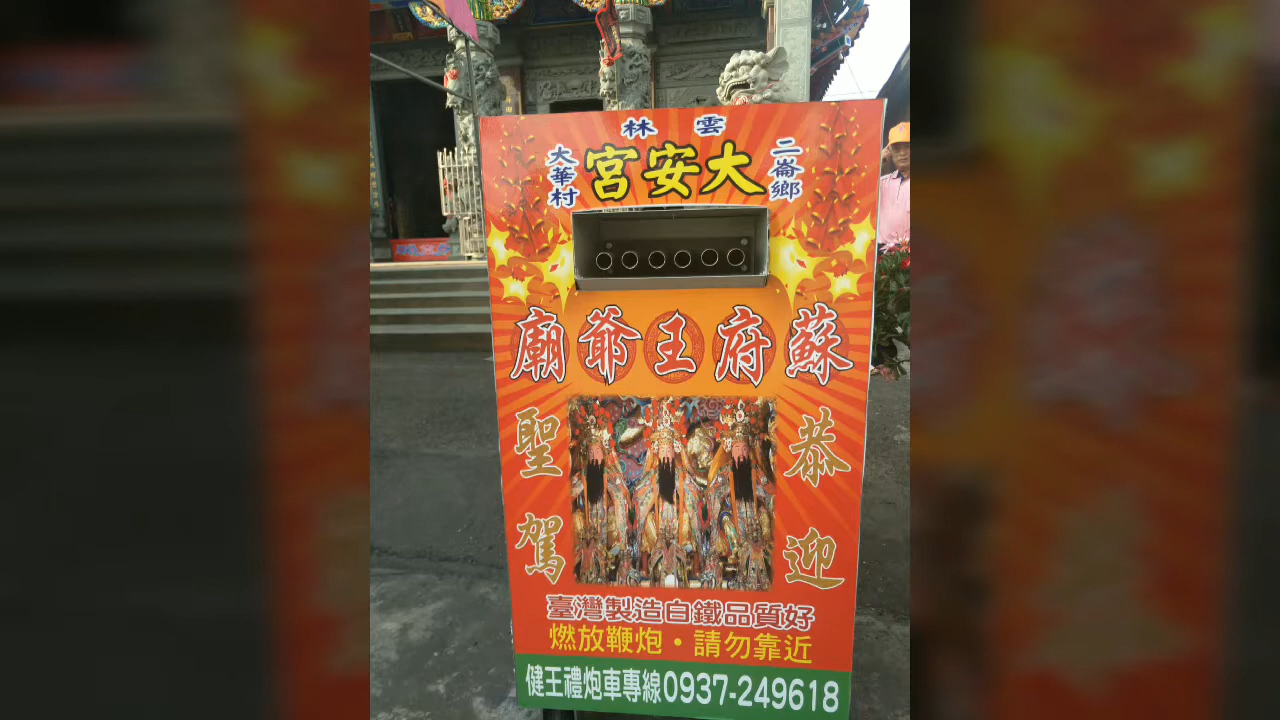 雲林
二崙鄉
大安宮
大華村
蘇府王爺廟
恭迎
聖駕
臺灣製造白鐵品質好
燃放鞭炮・請勿靠近
健王禮炮車專線0937-249618